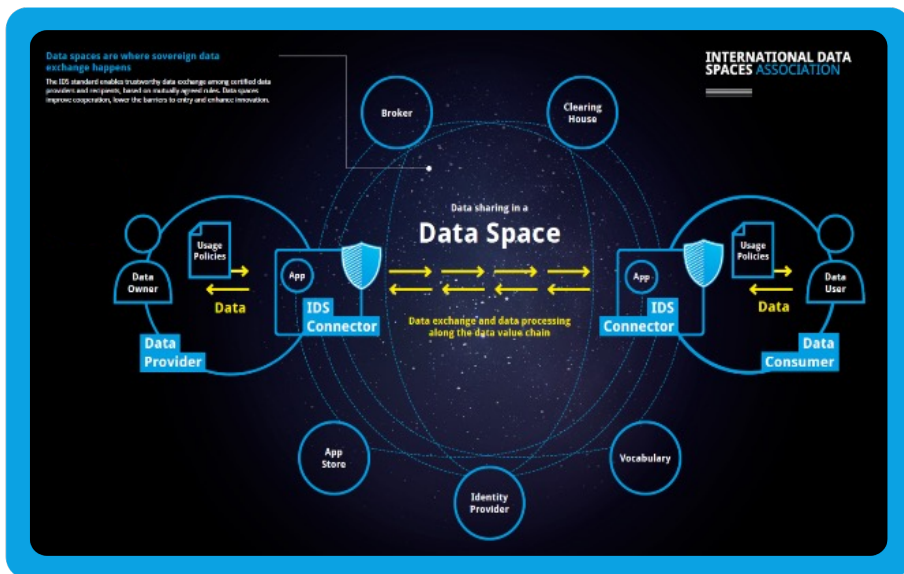 Data spaces are where sovereign data
exchange happens
The IDS standard enables trustworthy data exchange among certified data
providers and recipients, based on mutually agreed rules. Data spaces
improve cooperation, lower the barriers to entry and enhance innovation.
INTERNATIONAL DATA
SPACES ASSOCIATION
Broker
Clearing
House
Data sharing in a
Data Space
Usage
Policies
Data
Owner
Data
App
IDS
Connector
Data
Provider
Data exchange and data processing
along the data value chain
App
IDS
Connector
Usage
Policies
Data
Data
User
Data
Consumer
App
Store
Identity
Provider
Vocabulary